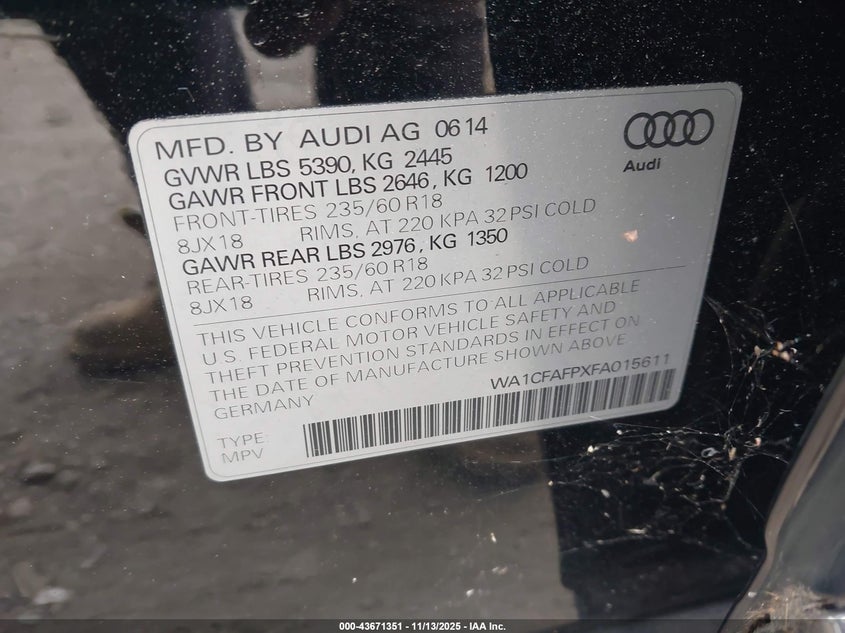 MFD. BY AUDI AG 06 14
GVWR LBS 5390, KG 2445
GAWR FRONT LBS 2646, KG 1200
FRONT-TIRES 235/60 R18
8JX18 RIMS, AT 220 KPA 32 PSI COLD
GAWR REAR LBS 2976, KG 1350
REAR-TIRES 235/60 R18
8JX18 RIMS, AT 220 KPA 32 PSI COLD
Audi
THIS VEHICLE CONFORMS TO ALL APPLICABLE
U.S. FEDERAL MOTOR VEHICLE SAFETY AND
THEFT PREVENTION STANDARDS IN EFFECT ON
THE DATE OF MANUFACTURE SHOWN ABOVE.
GERMANY WA1CFAFPXFA015611
TYPE:
MPV
000-43671351 | 11/13/2025 - IAA Inc.